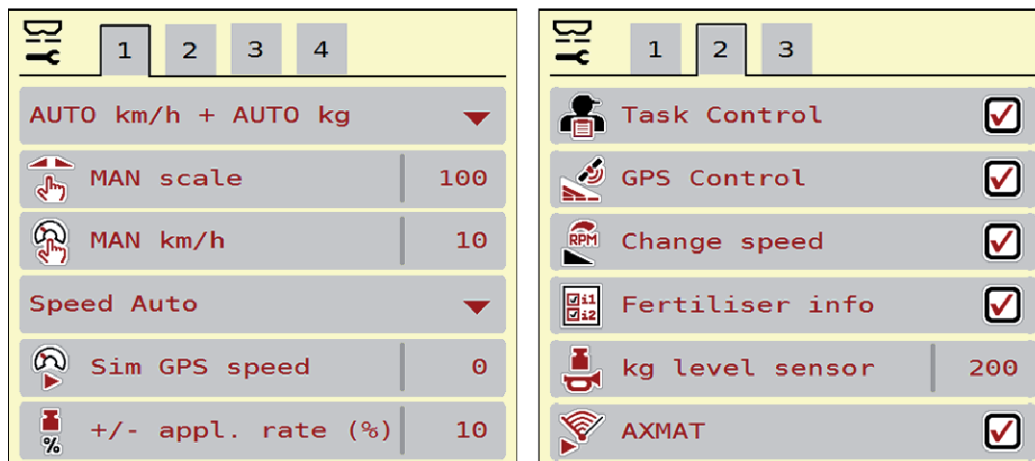 1 2 3 4
AUTO km/h + AUTO kg
MAN scale 100
MAN km/h 10
Speed Auto
Sim GPS speed 0
% +/- appl. rate (%) 10
1 2 3
Task Control
GPS Control
RPM Change speed
i1 i2 Fertiliser info
kg level sensor 200
AXMAT